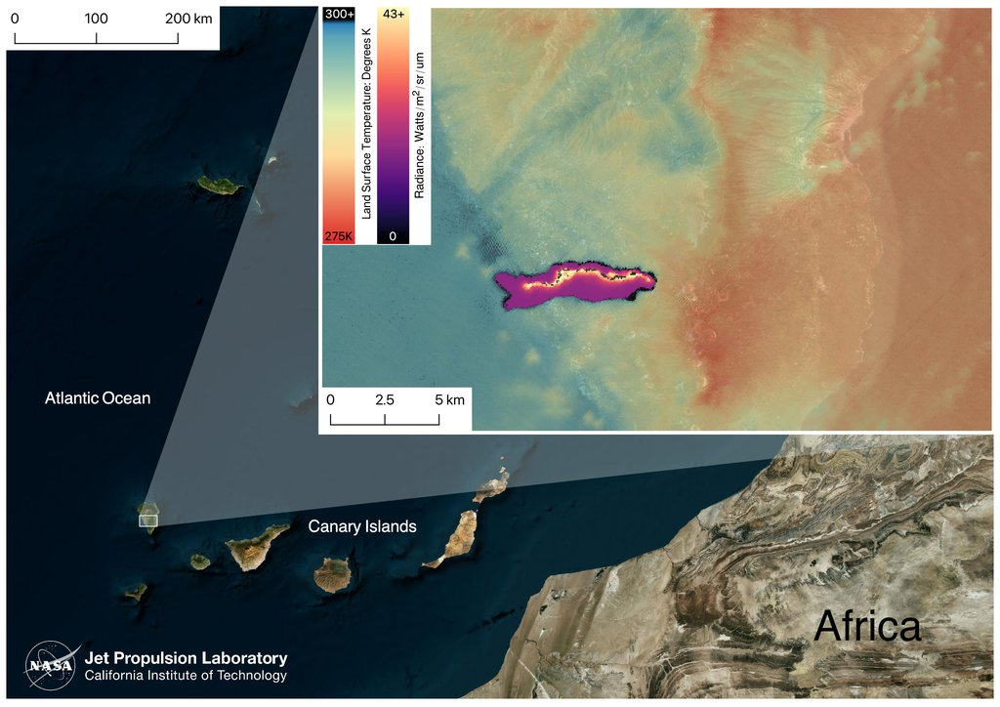 0 100 200 km
300+
43+
Land Surface Temperature: Degrees K
Radiance: Watts/m²/sr/um
275K
0
0 2.5 5 km
Atlantic Ocean
Canary Islands
Africa
NASA
Jet Propulsion Laboratory
California Institute of Technology